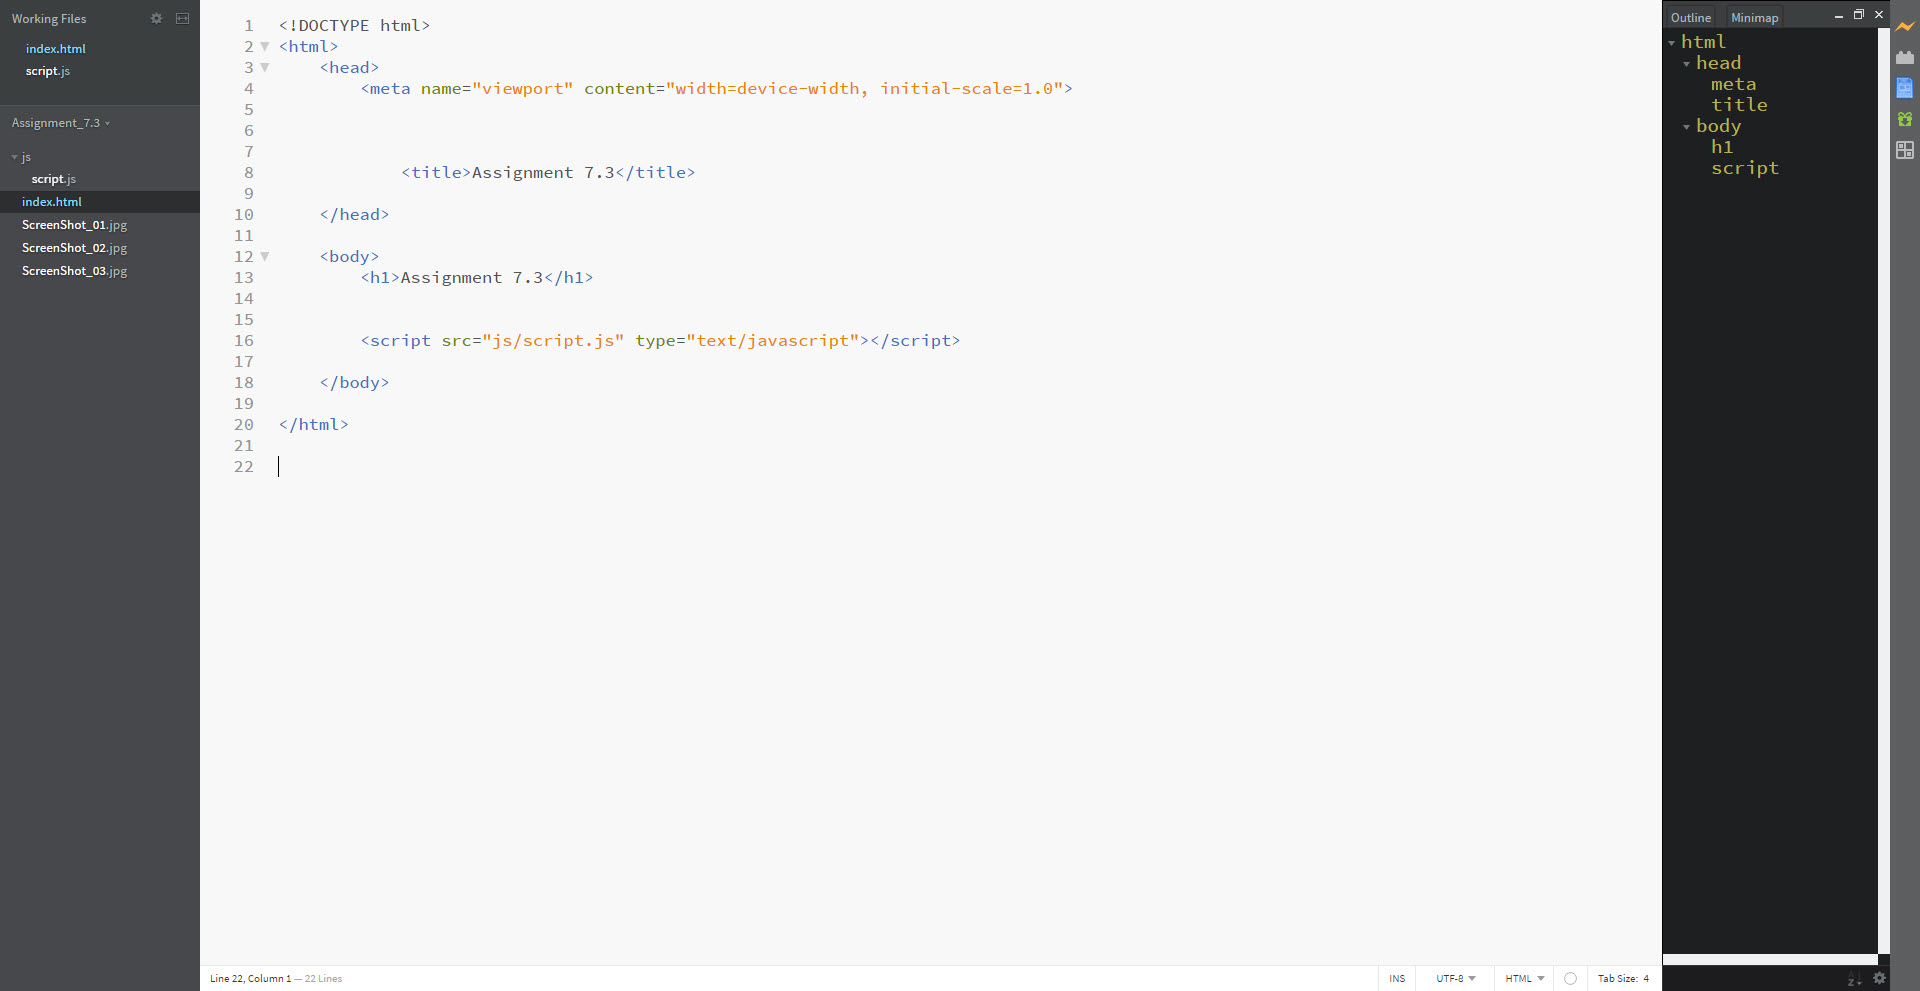 Working Files
index.html
script.js
Assignment_7.3
js
script.js
index.html
ScreenShot_01.jpg
ScreenShot_02.jpg
ScreenShot_03.jpg
1 <!DOCTYPE html>
2 <html>
3 <head>
4 <meta name="viewport" content="width=device-width, initial-scale=1.0">
5
6
7
8 <title>Assignment 7.3</title>
9
10 </head>
11
12 <body>
13 <h1>Assignment 7.3</h1>
14
15
16 <script src="js/script.js" type="text/javascript"></script>
17
18 </body>
19
20 </html>
21
22
Line 22, Column 1 — 22 Lines
INS
UTF-8
HTML
Tab Size: 4
Outline
Minimap
html
head
meta
title
body
h1
script
A
Z